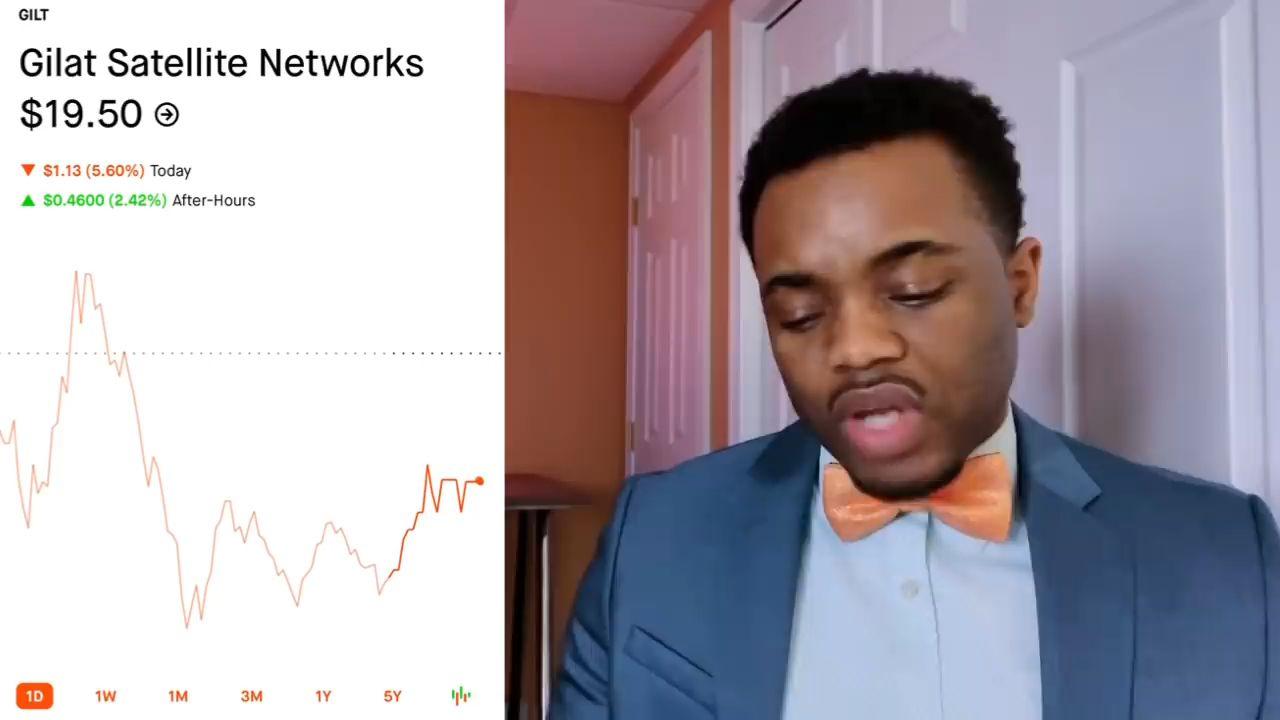 GILT
Gilat Satellite Networks
$19.50
▼ $1.13 (5.60%) Today
▲ $0.4600 (2.42%) After-Hours
1D 1W 1M 3M 1Y 5Y